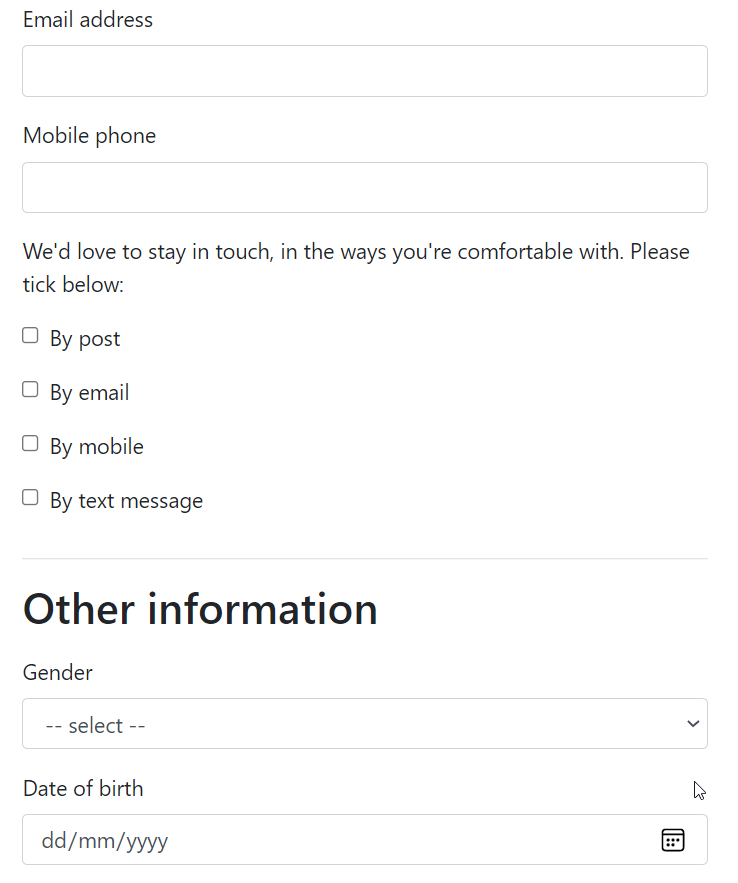 Email address
Mobile phone
We'd love to stay in touch, in the ways you're comfortable with. Please
tick below:
By post
By email
By mobile
By text message
Other information
Gender
-- select --
Date of birth
dd/mm/yyyy